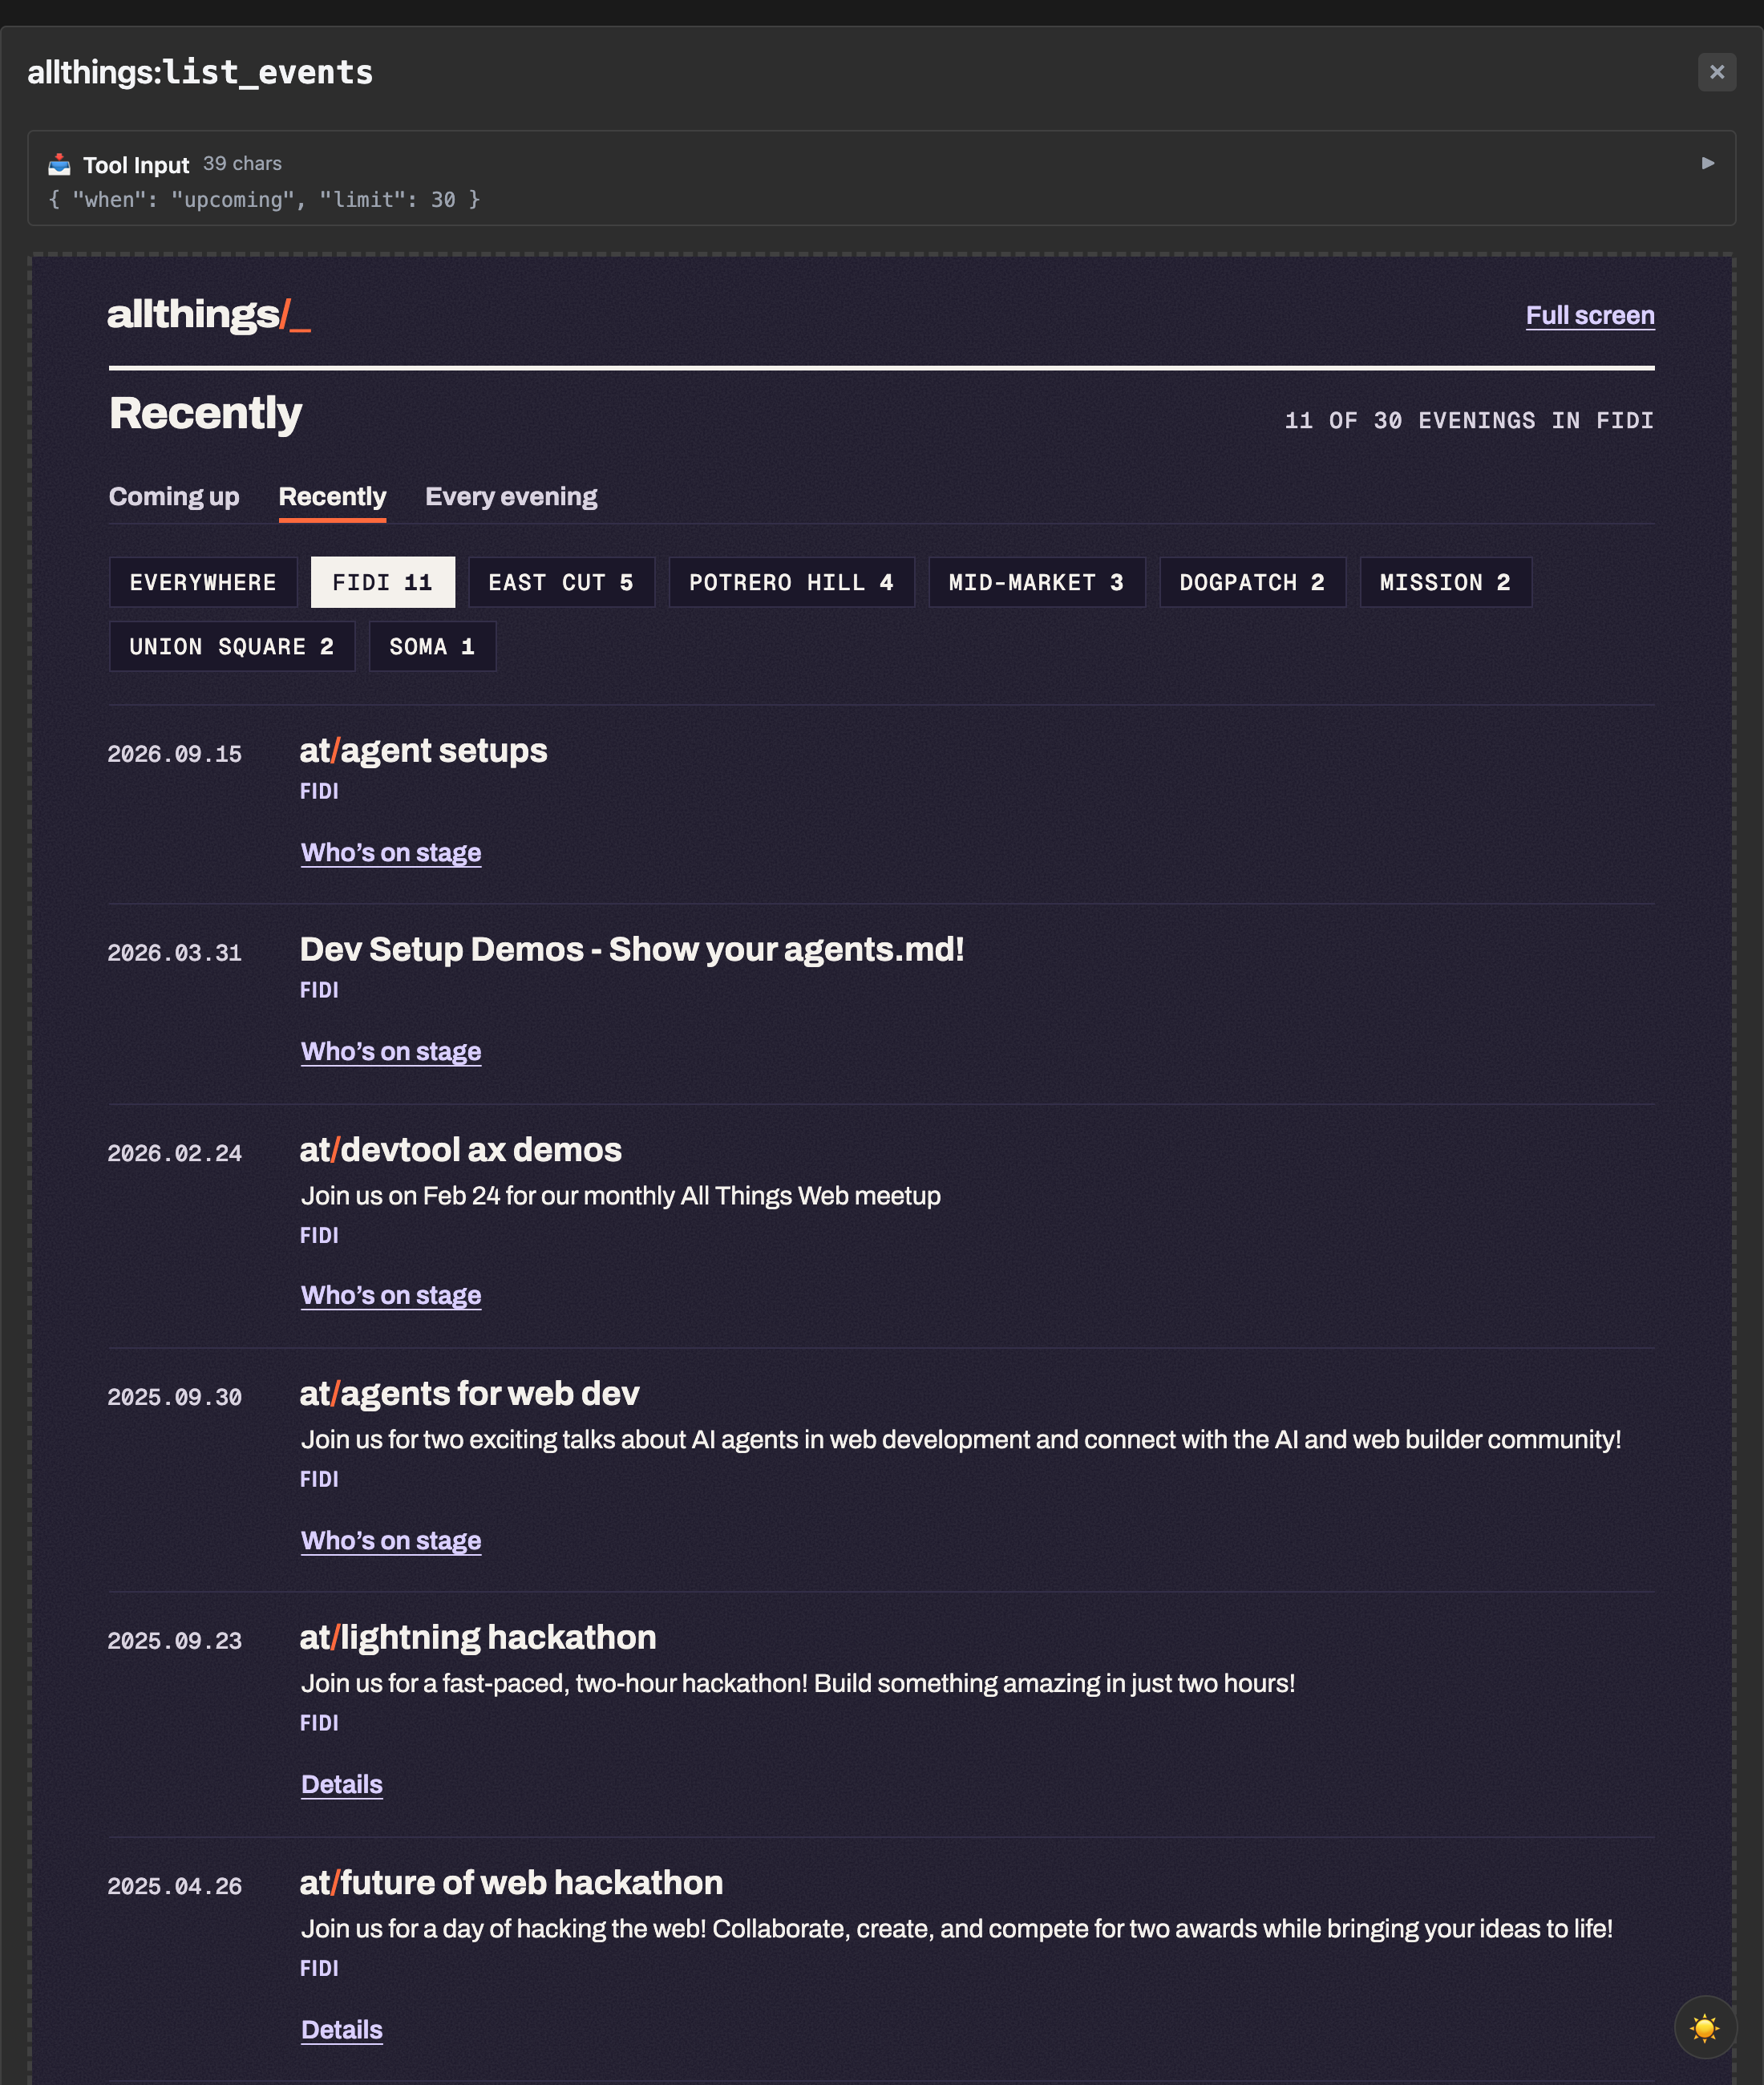 allthings:list_events
×
📥 Tool Input 39 chars
{ "when": "upcoming", "limit": 30 }
allthings/_
Full screen
Recently
11 OF 30 EVENINGS IN FIDI
Coming up Recently Every evening
EVERYWHERE FIDI 11 EAST CUT 5 POTRERO HILL 4 MID-MARKET 3 DOGPATCH 2 MISSION 2
UNION SQUARE 2 SOMA 1
2026.09.15 at/agent setups
FIDI
Who’s on stage
2026.03.31 Dev Setup Demos - Show your agents.md!
FIDI
Who’s on stage
2026.02.24 at/devtool ax demos
Join us on Feb 24 for our monthly All Things Web meetup
FIDI
Who’s on stage
2025.09.30 at/agents for web dev
Join us for two exciting talks about AI agents in web development and connect with the AI and web builder community!
FIDI
Who’s on stage
2025.09.23 at/lightning hackathon
Join us for a fast-paced, two-hour hackathon! Build something amazing in just two hours!
FIDI
Details
2025.04.26 at/future of web hackathon
Join us for a day of hacking the web! Collaborate, create, and compete for two awards while bringing your ideas to life!
FIDI
Details